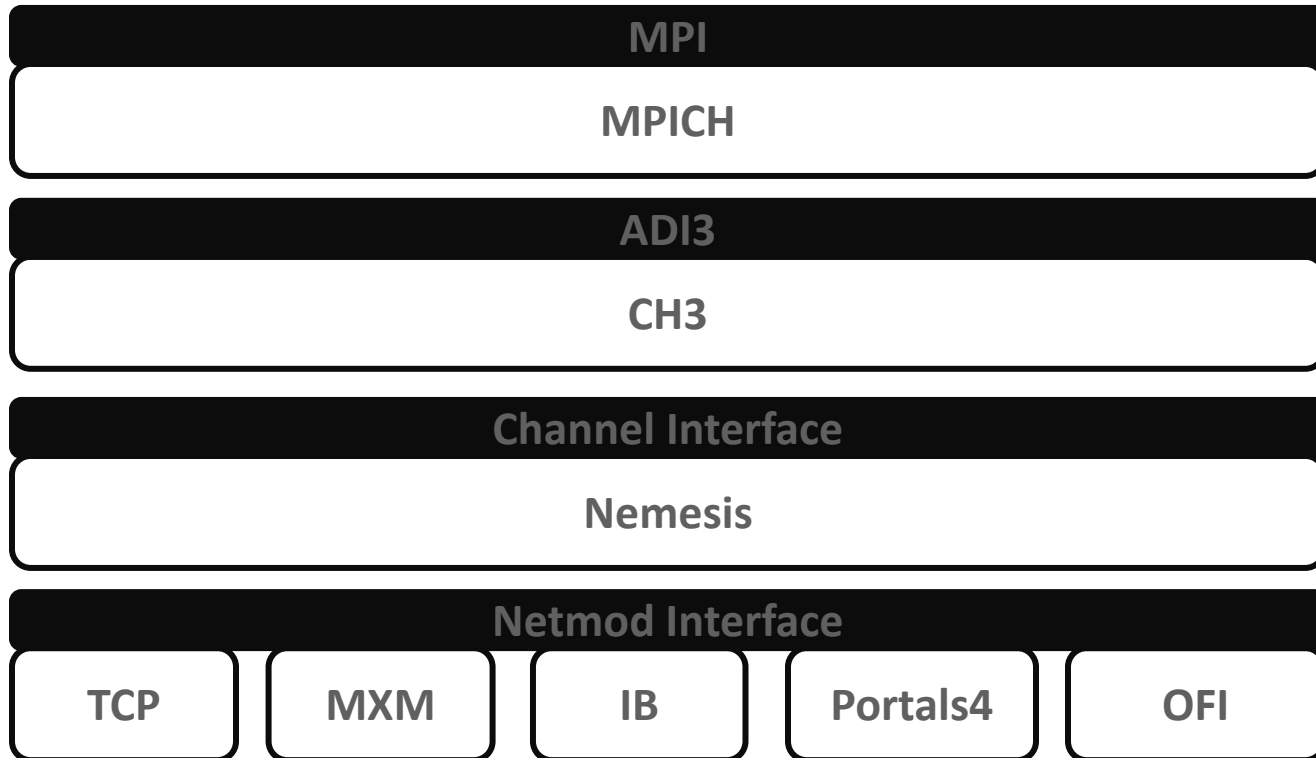 MPI
MPICH
ADI3
CH3
Channel Interface
Nemesis
Netmod Interface
TCP MXM IB Portals4 OFI